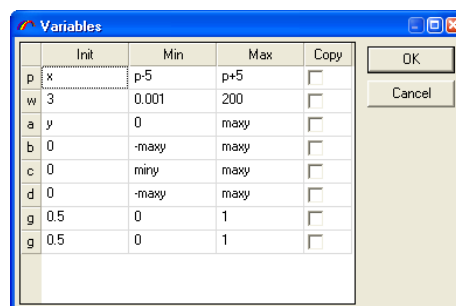 Variables
Init Min Max Copy
p x p-5 p+5
w 3 0.001 200
a y 0 maxy
b 0 -maxy maxy
c 0 miny maxy
d 0 -maxy maxy
g 0.5 0 1
g 0.5 0 1
OK
Cancel